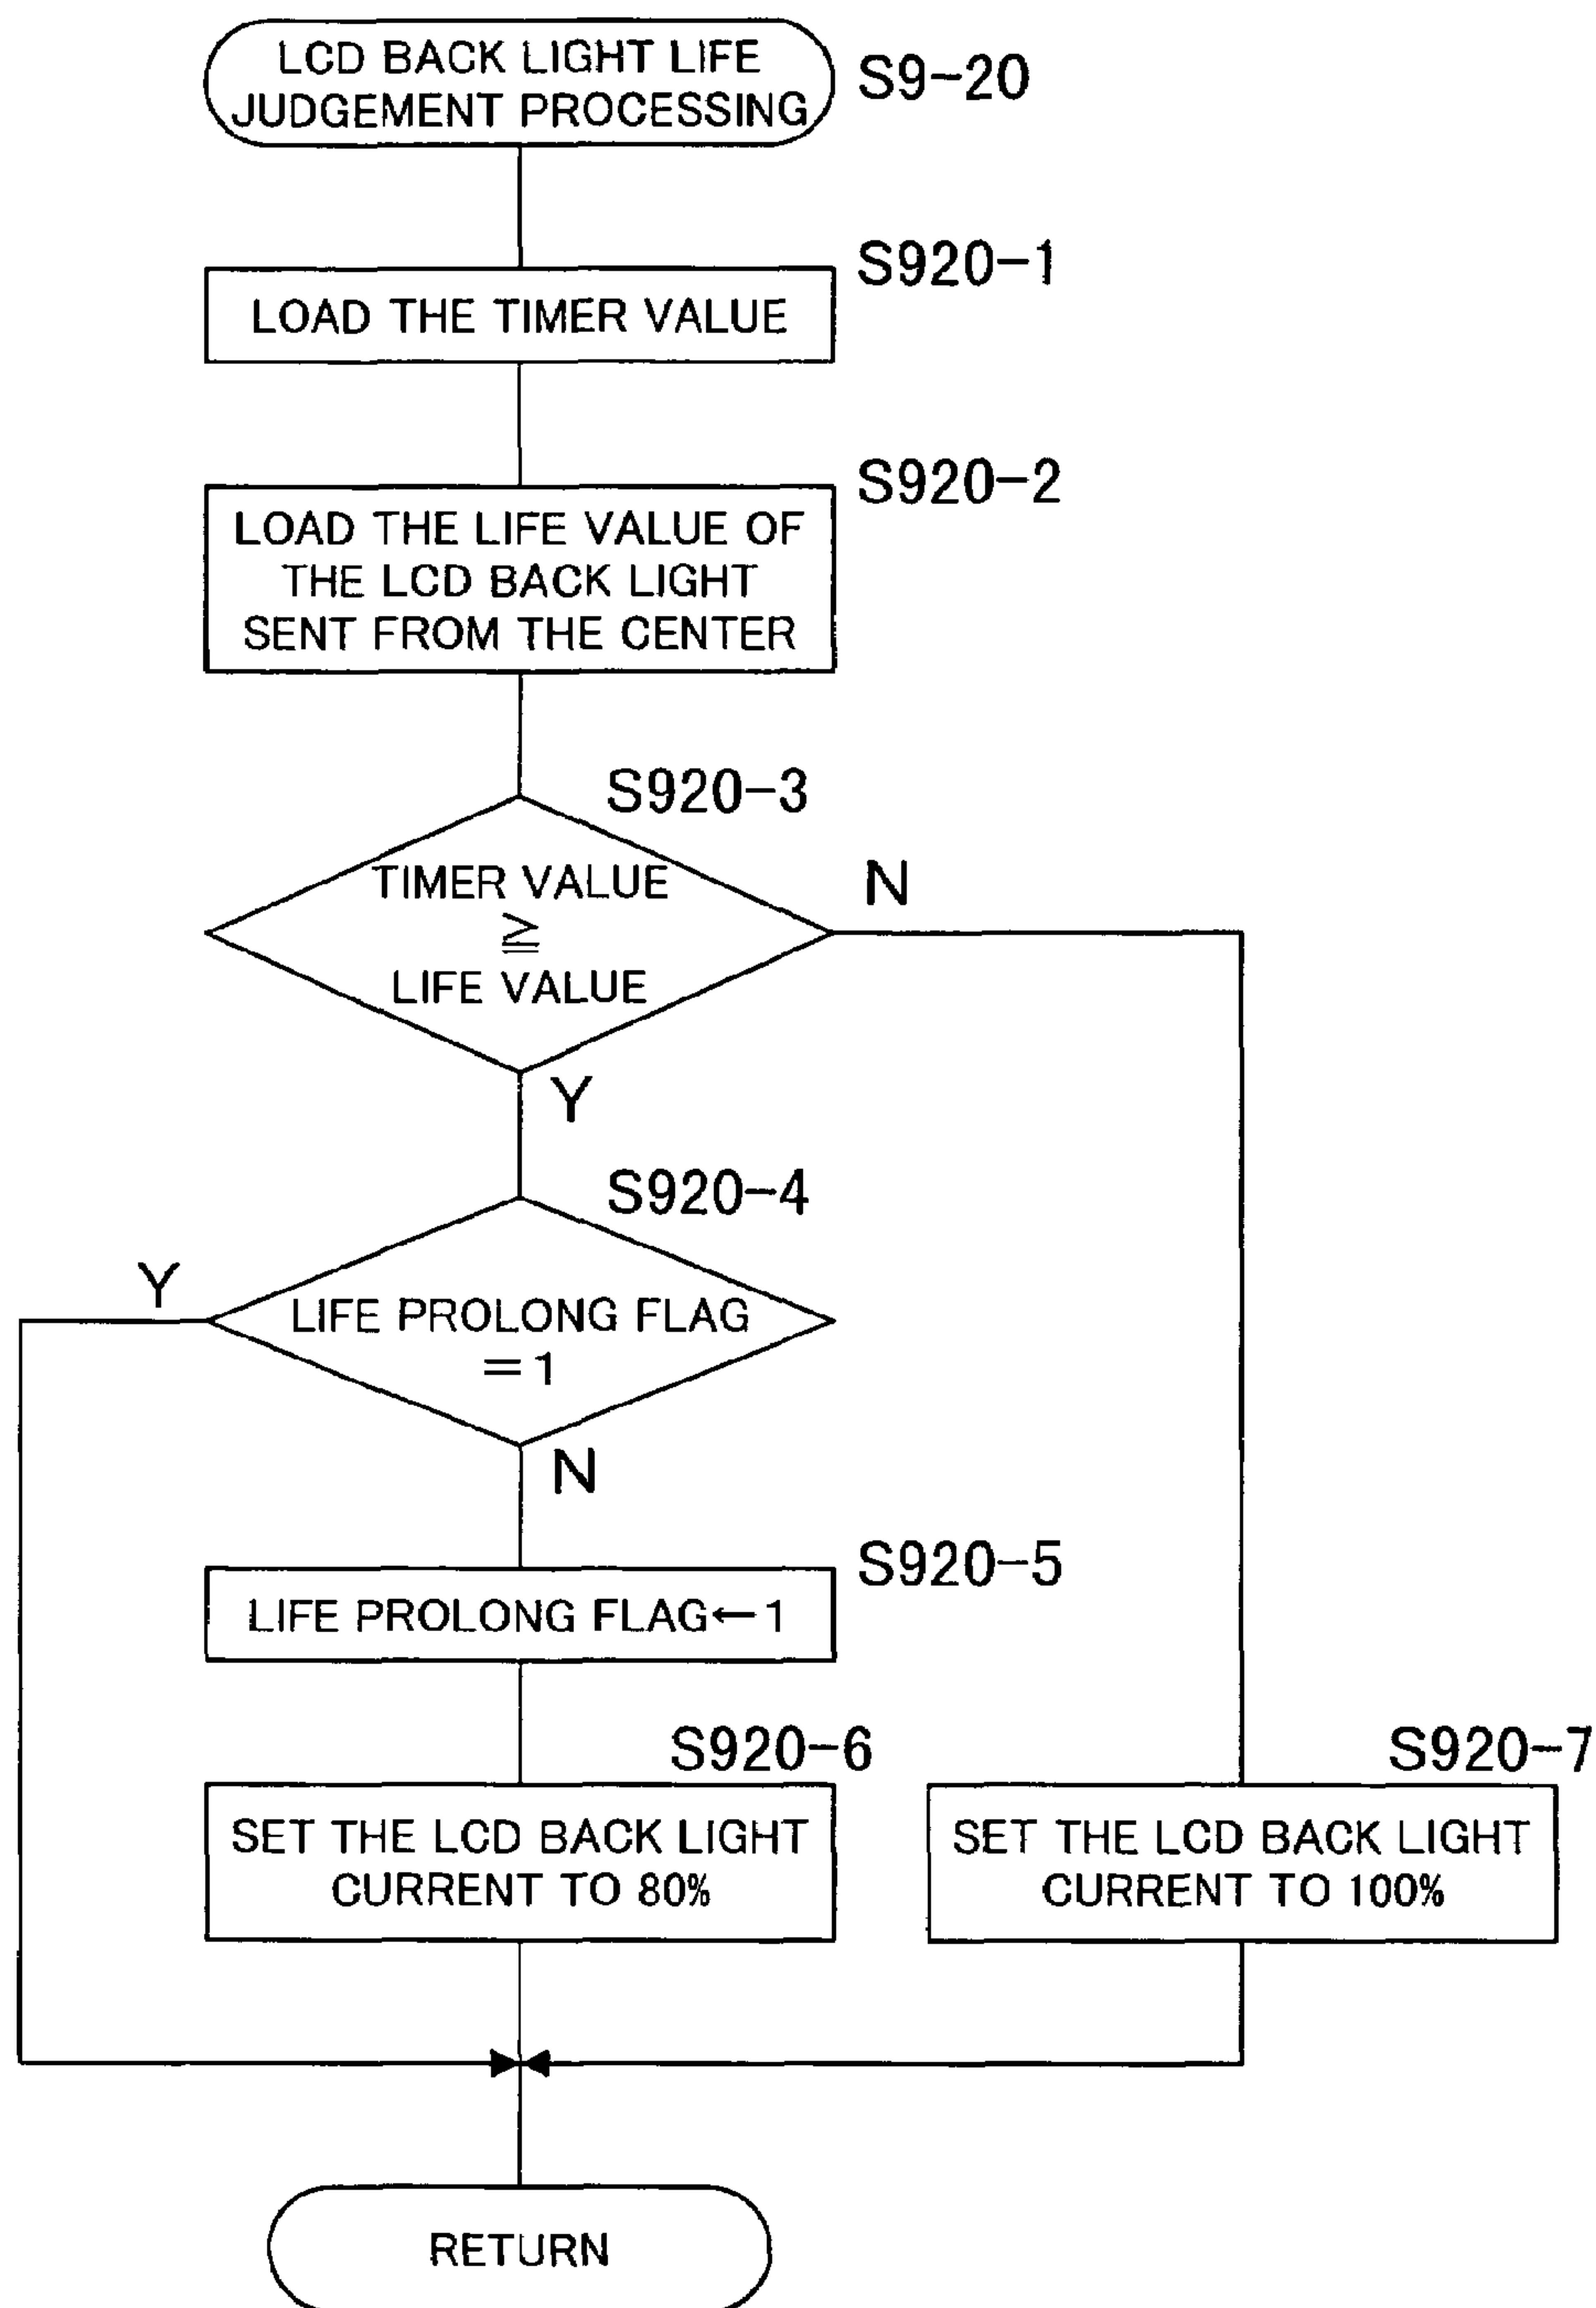 LCD BACK LIGHT LIFE
JUDGEMENT PROCESSING
S9-20
S920-1
LOAD THE TIMER VALUE
S920-2
LOAD THE LIFE VALUE OF
THE LCD BACK LIGHT
SENT FROM THE CENTER
S920-3
TIMER VALUE
≧
LIFE VALUE
N
Y
S920-4
Y
LIFE PROLONG FLAG
=1
N
S920-5
LIFE PROLONG FLAG←1
S920-6
SET THE LCD BACK LIGHT
CURRENT TO 80%
S920-7
SET THE LCD BACK LIGHT
CURRENT TO 100%
RETURN